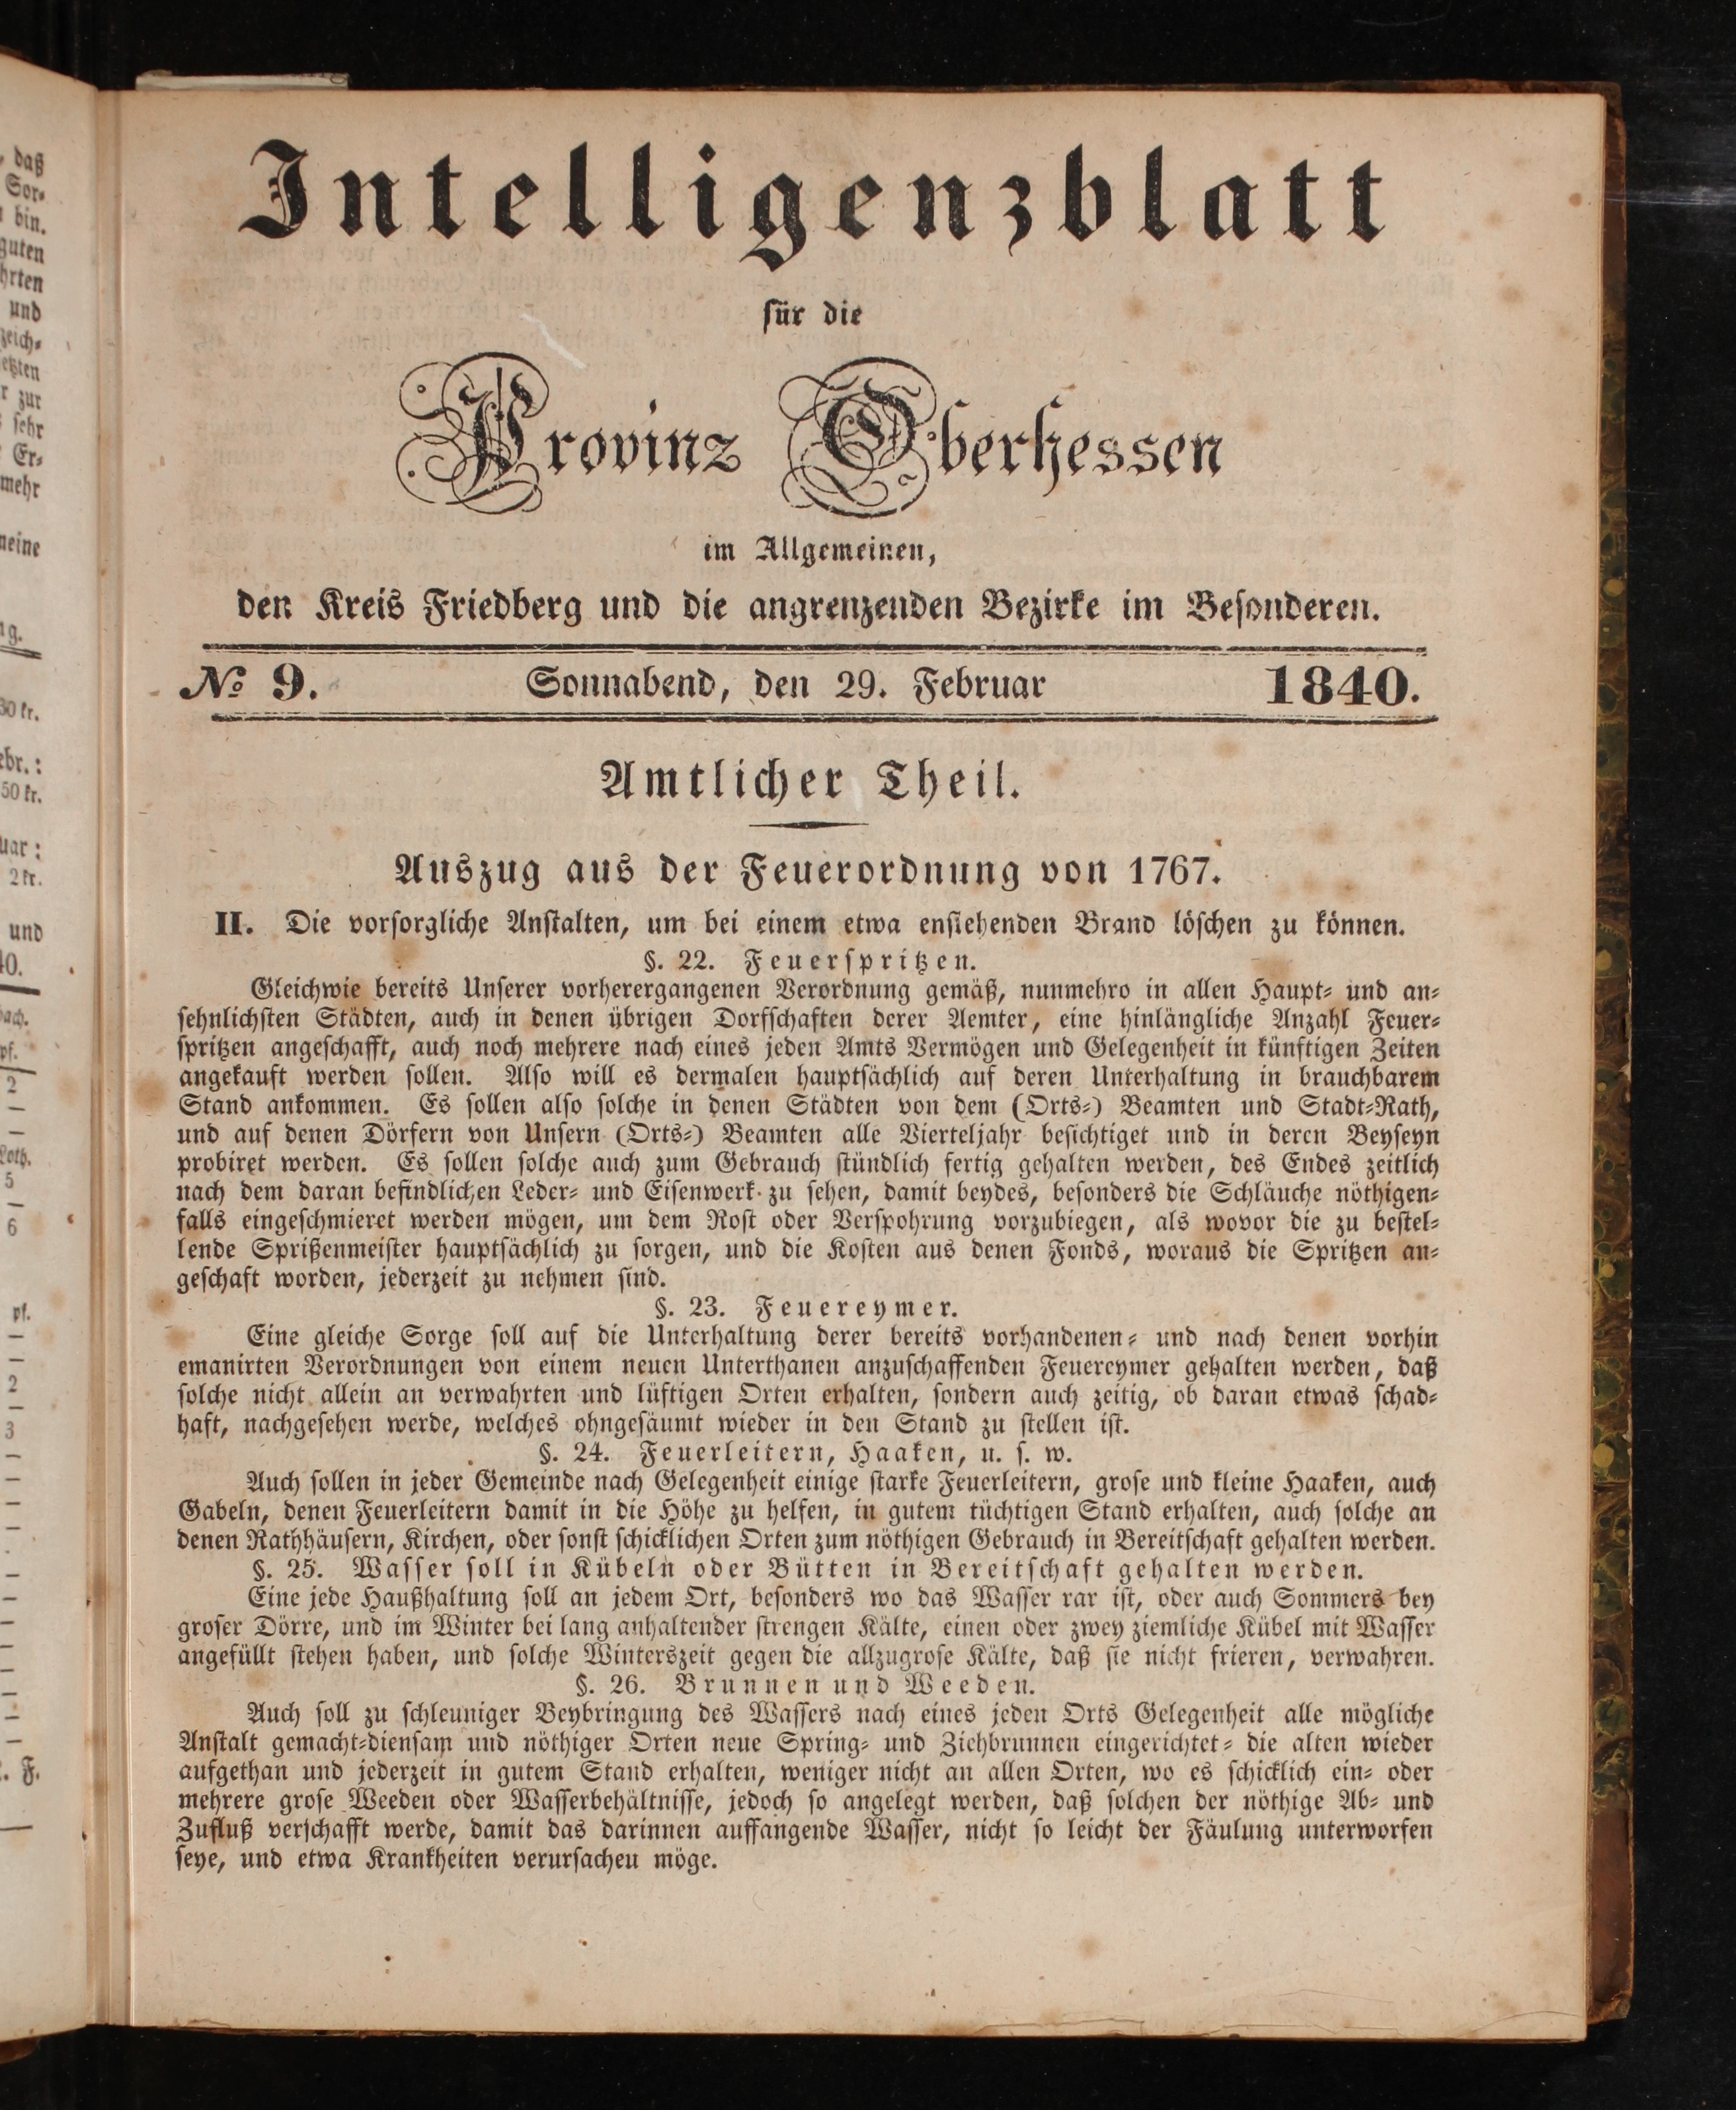 Intelligenzblatt
für die
Provinz Oberhessen
im Allgemeinen,
den Kreis Friedberg und die angrenzenden Bezirke im Besonderen.
No 9. Sonnabend, den 29. Februar 1840.
Amtlicher Theil.
Auszug aus der Feuerordnung von 1767.
II. Die vorsorgliche Anstalten, um bei einem etwa enstehenden Brand löschen zu können.
§. 22. Feuerspritzen.
Gleichwie bereits Unserer vorherergangenen Verordnung gemäß, nunmehro in allen Haupt- und an-
sehnlichsten Städten, auch in denen übrigen Dorfschaften derer Aemter, eine hinlängliche Anzahl Feuer-
spritzen angeschafft, auch noch mehrere nach eines jeden Amts Vermögen und Gelegenheit in künftigen Zeiten
angekauft werden sollen. Also will es dermalen hauptsächlich auf deren Unterhaltung in brauchbarem
Stand ankommen. Es sollen also solche in denen Städten von dem (Orts-) Beamten und Stadt-Rath,
und auf denen Dörfern von Unsern (Orts-) Beamten alle Vierteljahr besichtiget und in deren Beyseyn
probiret werden. Es sollen solche auch zum Gebrauch stündlich fertig gehalten werden, des Endes zeitlich
nach dem daran befindlichen Leder- und Eisenwerk zu sehen, damit beydes, besonders die Schläuche nöthigen-
falls eingeschmieret werden mögen, um dem Rost oder Verspohrung vorzubiegen, als wovor die zu bestel-
lende Sprißenmeister hauptsächlich zu sorgen, und die Kosten aus denen Fonds, woraus die Spritzen an-
geschaft worden, jederzeit zu nehmen sind.
§. 23. Feuereymer.
Eine gleiche Sorge soll auf die Unterhaltung derer bereits vorhandenen- und nach denen vorhin
emanirten Verordnungen von einem neuen Unterthanen anzuschaffenden Feuereymer gehalten werden, daß
solche nicht allein an verwahrten und lüftigen Orten erhalten, sondern auch zeitig, ob daran etwas schad-
haft, nachgesehen werde, welches ohngesäumt wieder in den Stand zu stellen ist.
§. 24. Feuerleitern, Haaken, u. s. w.
Auch sollen in jeder Gemeinde nach Gelegenheit einige starke Feuerleitern, grose und kleine Haaken, auch
Gabeln, denen Feuerleitern damit in die Höhe zu helfen, in gutem tüchtigen Stand erhalten, auch solche an
denen Rathhäusern, Kirchen, oder sonst schicklichen Orten zum nöthigen Gebrauch in Bereitschaft gehalten werden.
§. 25. Wasser soll in Kübeln oder Bütten in Bereitschaft gehalten werden.
Eine jede Haußhaltung soll an jedem Ort, besonders wo das Wasser rar ist, oder auch Sommers bey
groser Dörre, und im Winter bei lang anhaltender strengen Kälte, einen oder zwey ziemliche Kübel mit Wasser
angefüllt stehen haben, und solche Winterszeit gegen die allzugrose Kälte, daß sie nicht frieren, verwahren.
§. 26. Brunnen und Weeden.
Auch soll zu schleuniger Beybringung des Wassers nach eines jeden Orts Gelegenheit alle mögliche
Anstalt gemacht-diensam und nöthiger Orten neue Spring- und Ziehbrunnen eingerichtet- die alten wieder
aufgethan und jederzeit in gutem Stand erhalten, weniger nicht an allen Orten, wo es schicklich ein- oder
mehrere grose Weeden oder Wasserbehältnisse, jedoch so angelegt werden, daß solchen der nöthige Ab- und
Zufluß verschafft werde, damit das darinnen auffangende Wasser, nicht so leicht der Fäulung unterworfen
seye, und etwa Krankheiten verursacheu möge.